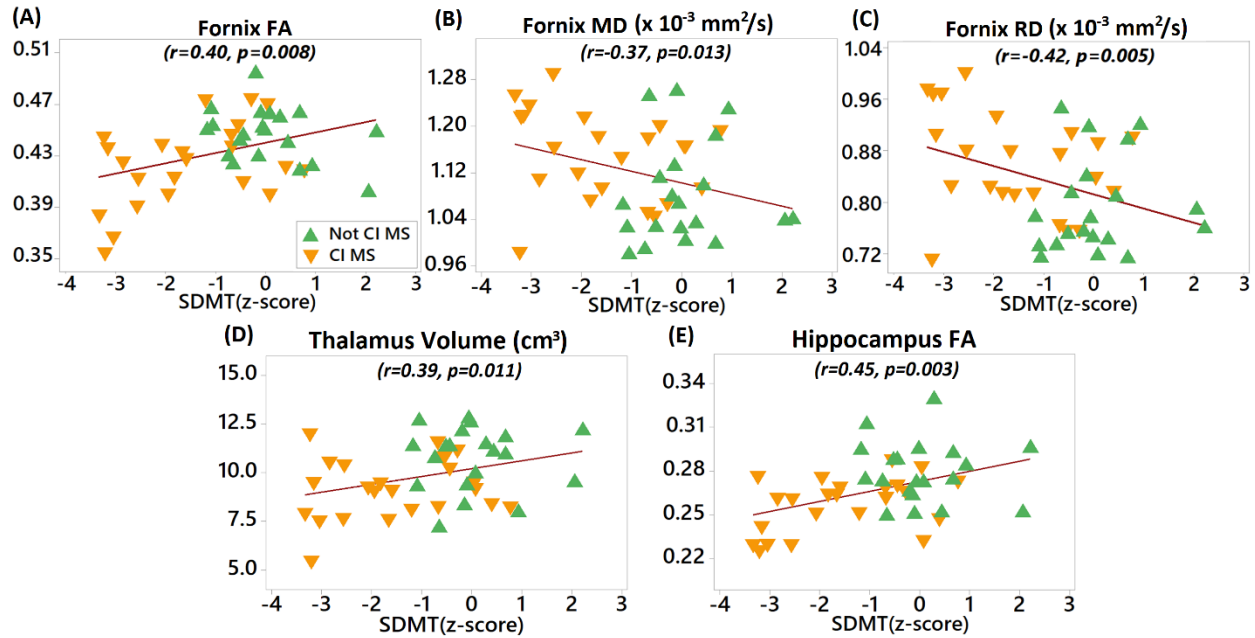 (A)
Fornix FA
(r=0.40, p=0.008)
0.51
0.47
0.43
0.39
0.35
Not CI MS
CI MS
-4 -3 -2 -1 0 1 2 3
SDMT(z-score)
(B)
Fornix MD (x 10⁻³ mm²/s)
(r=-0.37, p=0.013)
1.28
1.20
1.12
1.04
0.96
-4 -3 -2 -1 0 1 2 3
SDMT(z-score)
(C)
Fornix RD (x 10⁻³ mm²/s)
(r=-0.42, p=0.005)
1.04
0.96
0.88
0.80
0.72
-4 -3 -2 -1 0 1 2 3
SDMT(z-score)
(D)
Thalamus Volume (cm³)
(r=0.39, p=0.011)
15.0
12.5
10.0
7.5
5.0
-4 -3 -2 -1 0 1 2 3
SDMT(z-score)
(E)
Hippocampus FA
(r=0.45, p=0.003)
0.34
0.31
0.28
0.25
0.22
-4 -3 -2 -1 0 1 2 3
SDMT(z-score)